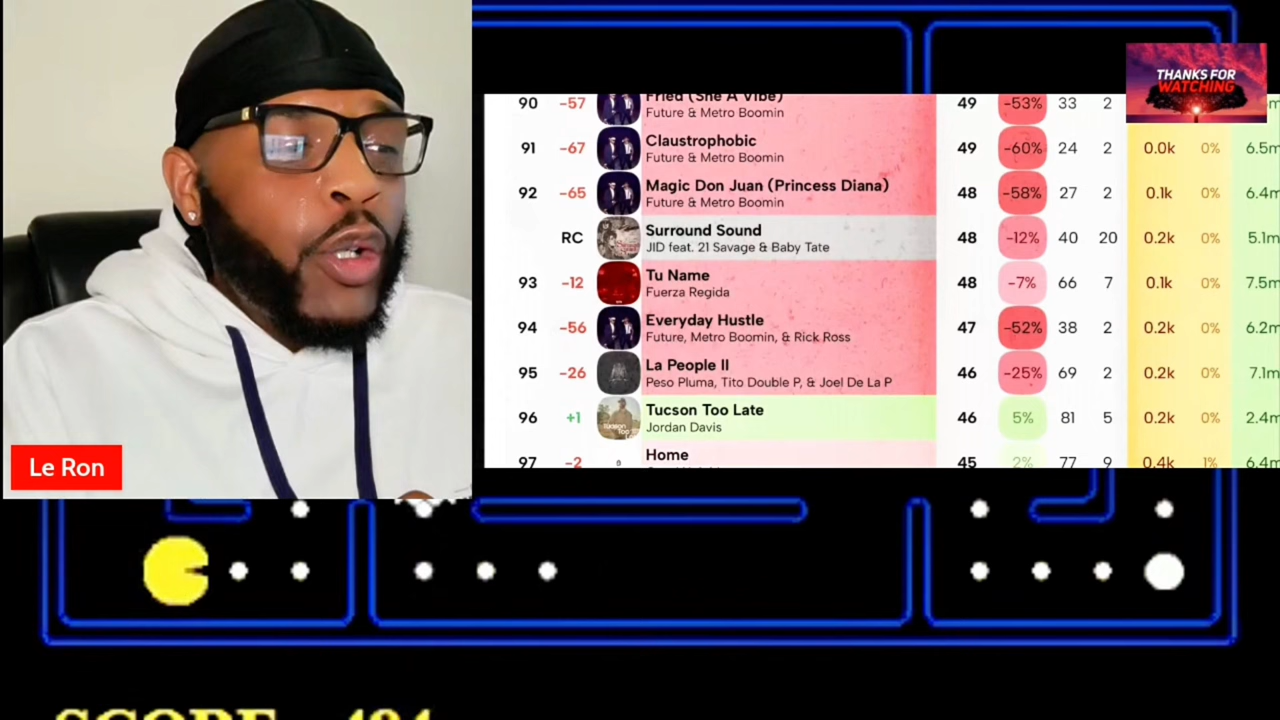 THANKS FOR
WATCHING
90 -57 Fried (She A Vibe) 49 -53% 33 2
Future & Metro Boomin
91 -67 Claustrophobic 49 -60% 24 2 0.0k 0% 6.5m
Future & Metro Boomin
92 -65 Magic Don Juan (Princess Diana) 48 -58% 27 2 0.1k 0% 6.4m
Future & Metro Boomin
RC Surround Sound 48 -12% 40 20 0.2k 0% 5.1m
JID feat. 21 Savage & Baby Tate
93 -12 Tu Name 48 -7% 66 7 0.1k 0% 7.5m
Fuerza Regida
94 -56 Everyday Hustle 47 -52% 38 2 0.2k 0% 6.2m
Future, Metro Boomin, & Rick Ross
95 -26 La People II 46 -25% 69 2 0.2k 0% 7.1m
Peso Pluma, Tito Double P, & Joel De La P
96 +1 Tucson Too Late 46 5% 81 5 0.2k 0% 2.4m
Jordan Davis
97 -2 Home 45 2% 77 9 0.4k 1% 6.4m
Le Ron
SCORE 484